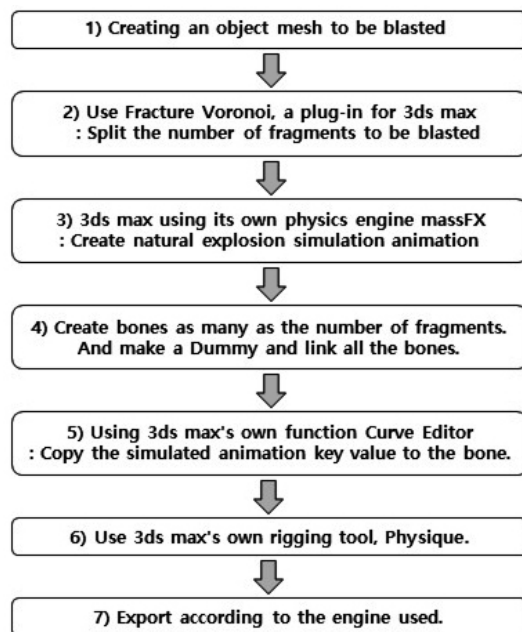 1) Creating an object mesh to be blasted
2) Use Fracture Voronoi, a plug-in for 3ds max
: Split the number of fragments to be blasted
3) 3ds max using its own physics engine massFX
: Create natural explosion simulation animation
4) Create bones as many as the number of fragments.
And make a Dummy and link all the bones.
5) Using 3ds max's own function Curve Editor
: Copy the simulated animation key value to the bone.
6) Use 3ds max's own rigging tool, Physique.
7) Export according to the engine used.